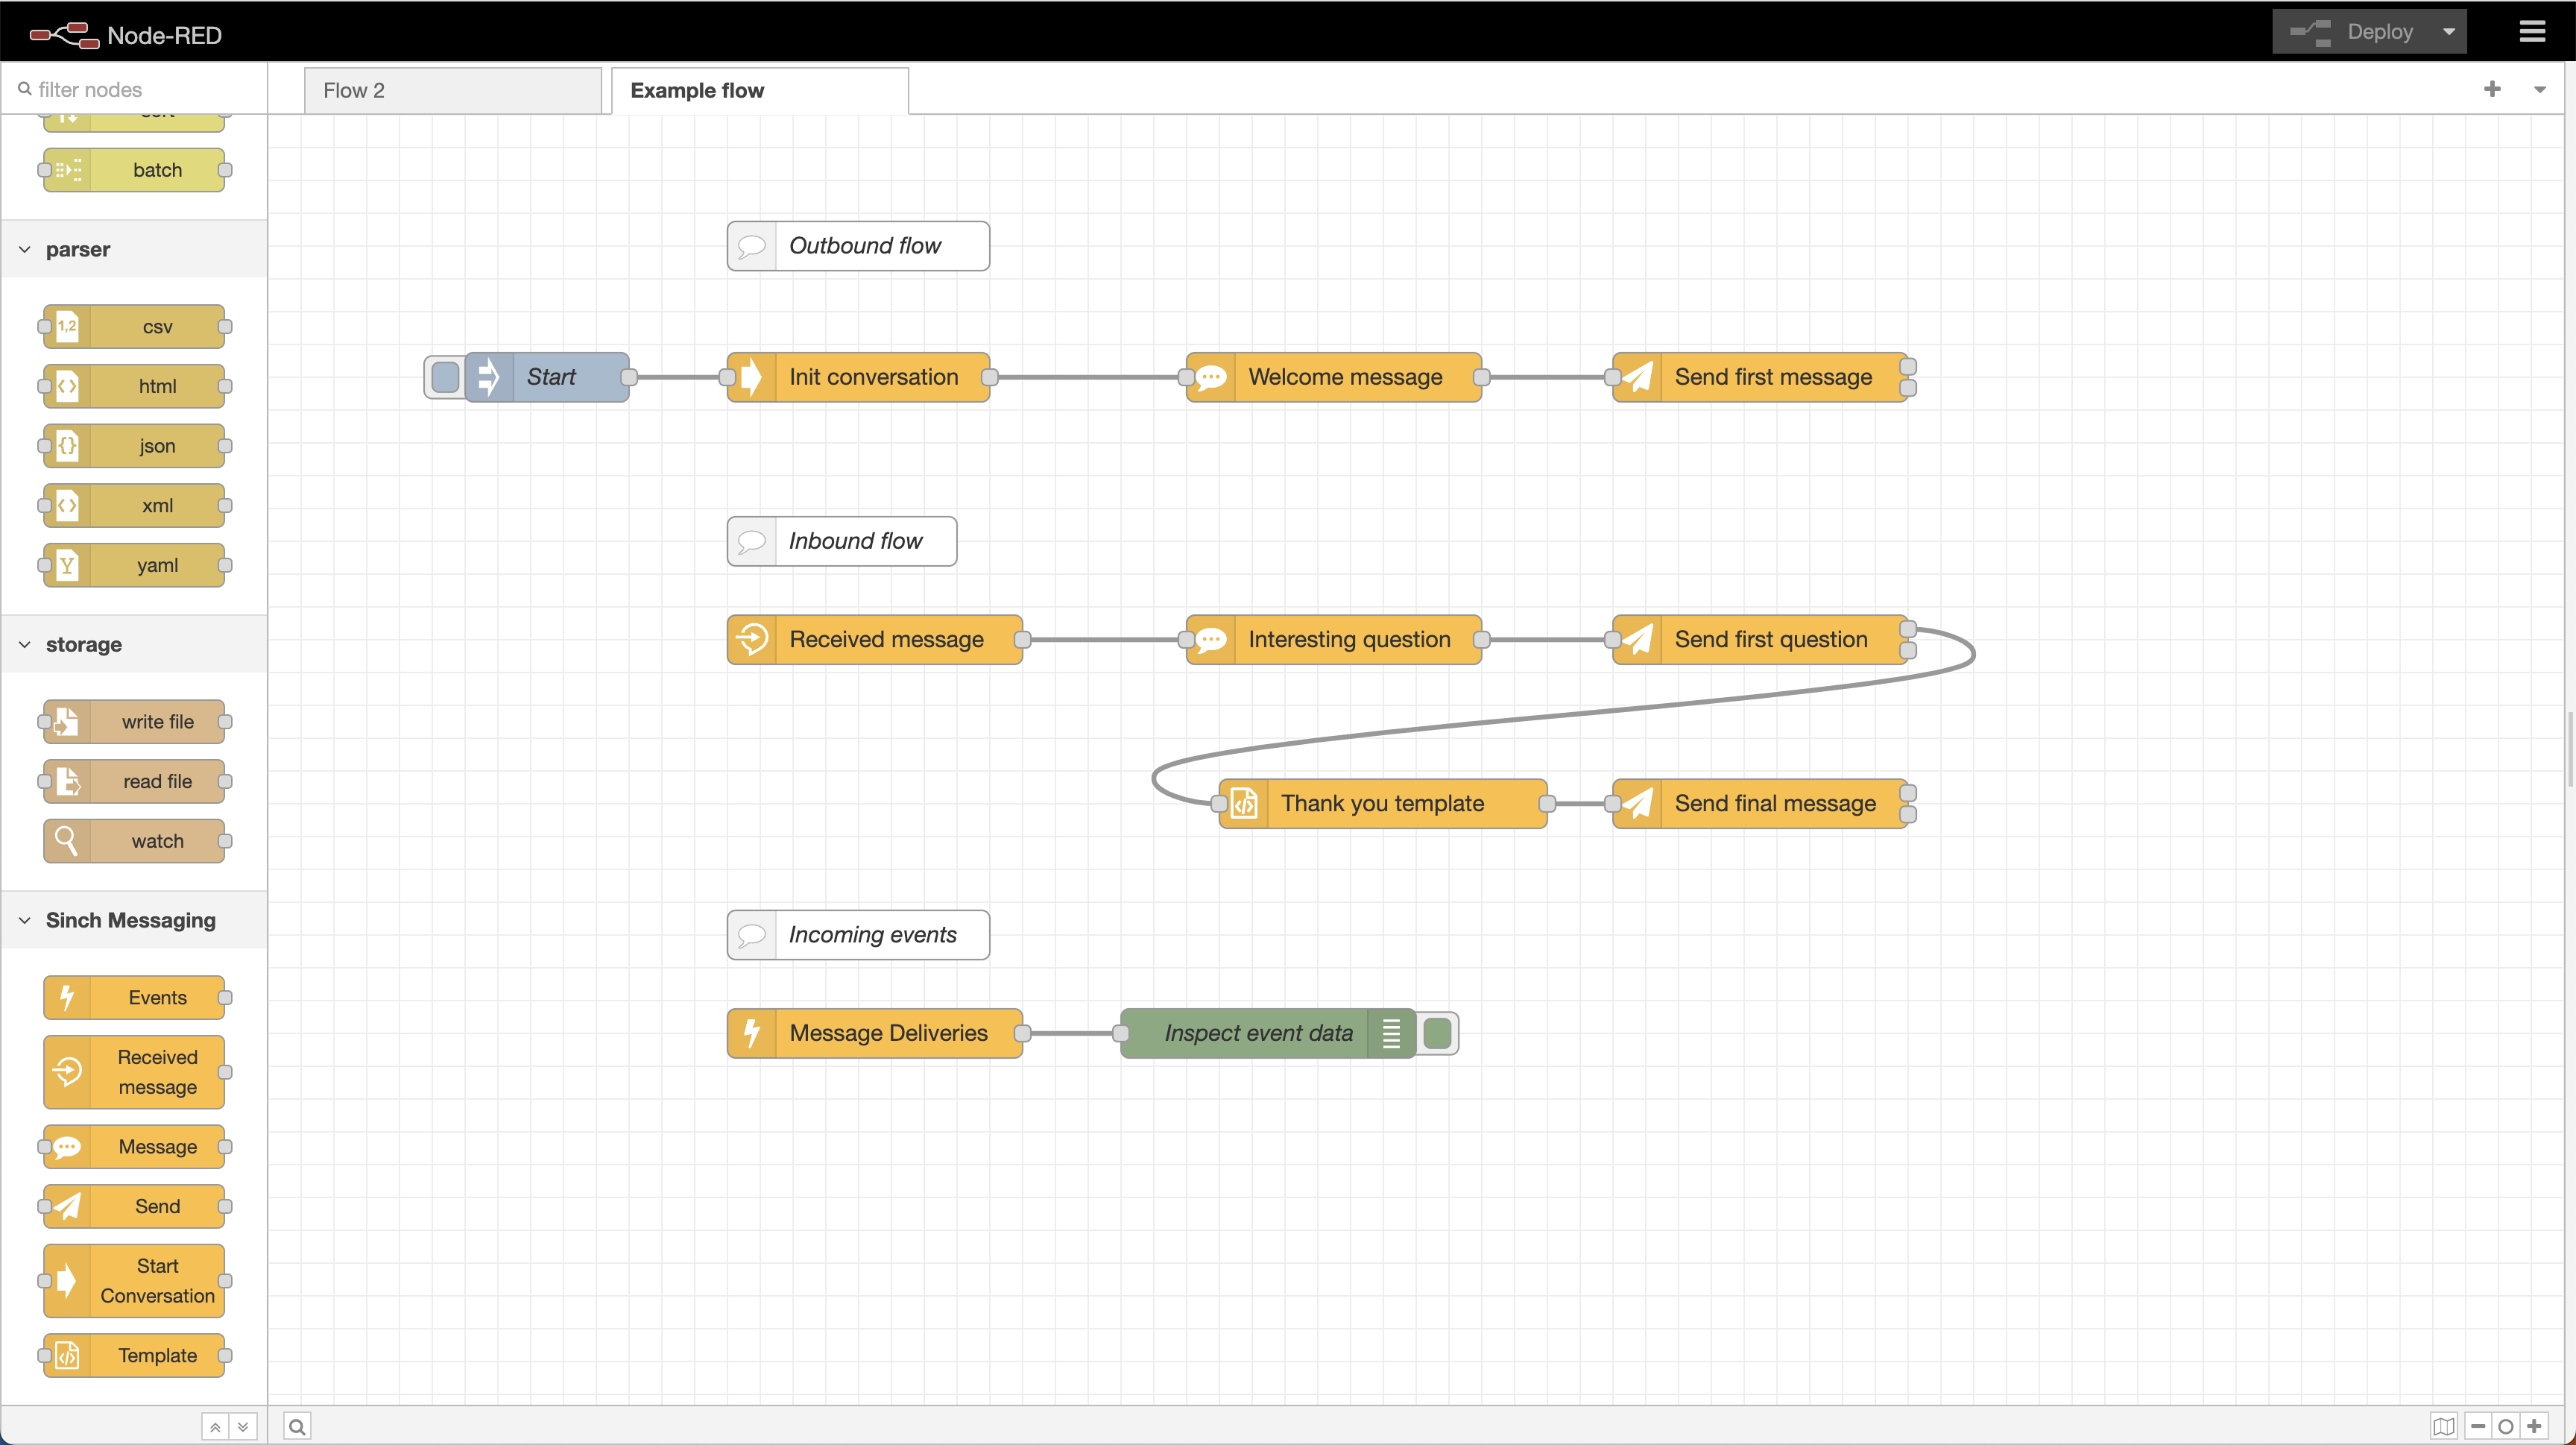 Node-RED
Deploy
filter nodes
Flow 2
Example flow
sort
batch
parser
csv
html
json
xml
yaml
storage
write file
read file
watch
Sinch Messaging
Events
Received
message
Message
Send
Start
Conversation
Template
Outbound flow
Start
Init conversation
Welcome message
Send first message
Inbound flow
Received message
Interesting question
Send first question
Thank you template
Send final message
Incoming events
Message Deliveries
Inspect event data